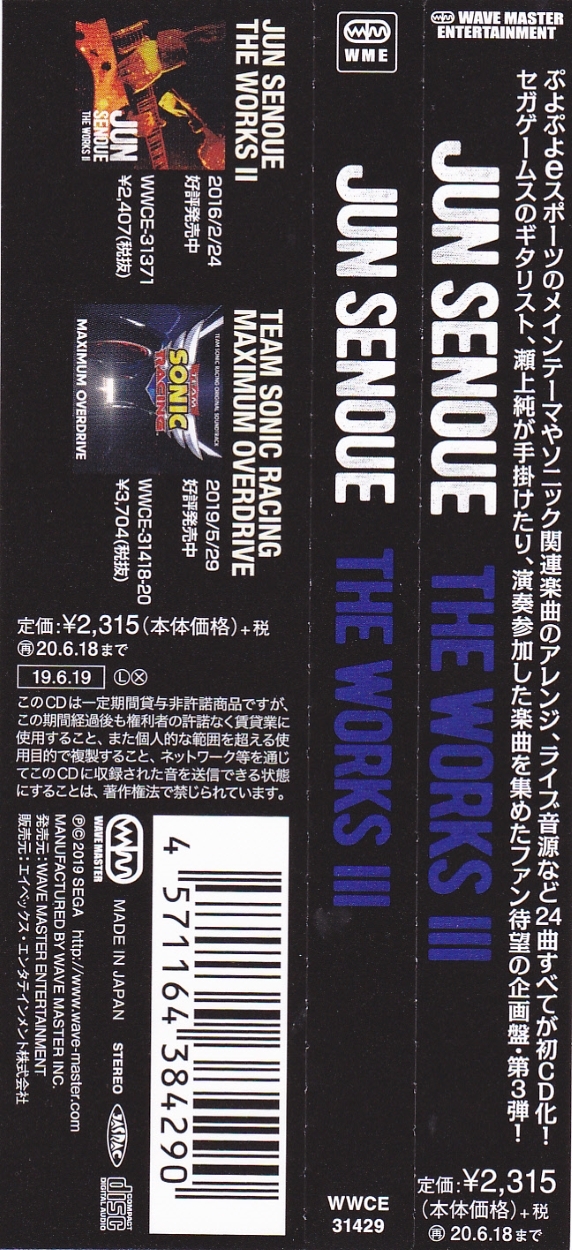 WAVE MASTER
ENTERTAINMENT
ぷよぷよeスポーツのメインテーマやソニック関連楽曲のアレンジ、ライブ音源など24曲すべてが初CD化！
セガゲームスのギタリスト、瀬上純が手掛けたり、演奏参加した楽曲を集めたファン待望の企画盤・第3弾！
JUN SENOUE THE WORKS III
定価:¥2,315
(本体価格)+税
再 20.6.18まで
WME
JUN SENOUE THE WORKS III
WWCE
31429
JUN SENOUE
THE WORKS II
JUN
SENOUE
THE WORKS II
2016/2/24
好評発売中
WWCE-31371
¥2,407(税抜)
TEAM SONIC RACING
MAXIMUM OVERDRIVE
TEAM SONIC RACING ORIGINAL SOUNDTRACK
TEAM
SONIC
RACING
MAXIMUM OVERDRIVE
2019/5/29
好評発売中
WWCE-31418-20
¥3,704(税抜)
定価:¥2,315(本体価格)+税
再 20.6.18まで
19.6.19 Ⓛ Ⓧ
このCDは一定期間貸与非許諾商品ですが、
この期間経過後も権利者の許諾なく賃貸業に
使用すること、また個人的な範囲を超える使
用目的で複製すること、ネットワーク等を通じ
てこのCDに収録された音を送信できる状態
にすることは、著作権法で禁じられています。
4 571164 384290
WAVE MASTER
MADE IN JAPAN STEREO JASRAC
COMPACT
disc
DIGITAL AUDIO
Ⓟ©2019 SEGA http://www.wave-master.com
MANUFACTURED BY WAVE MASTER INC.
発売元：WAVE MASTER ENTERTAINMENT
販売元：エイベックス・エンタテインメント株式会社